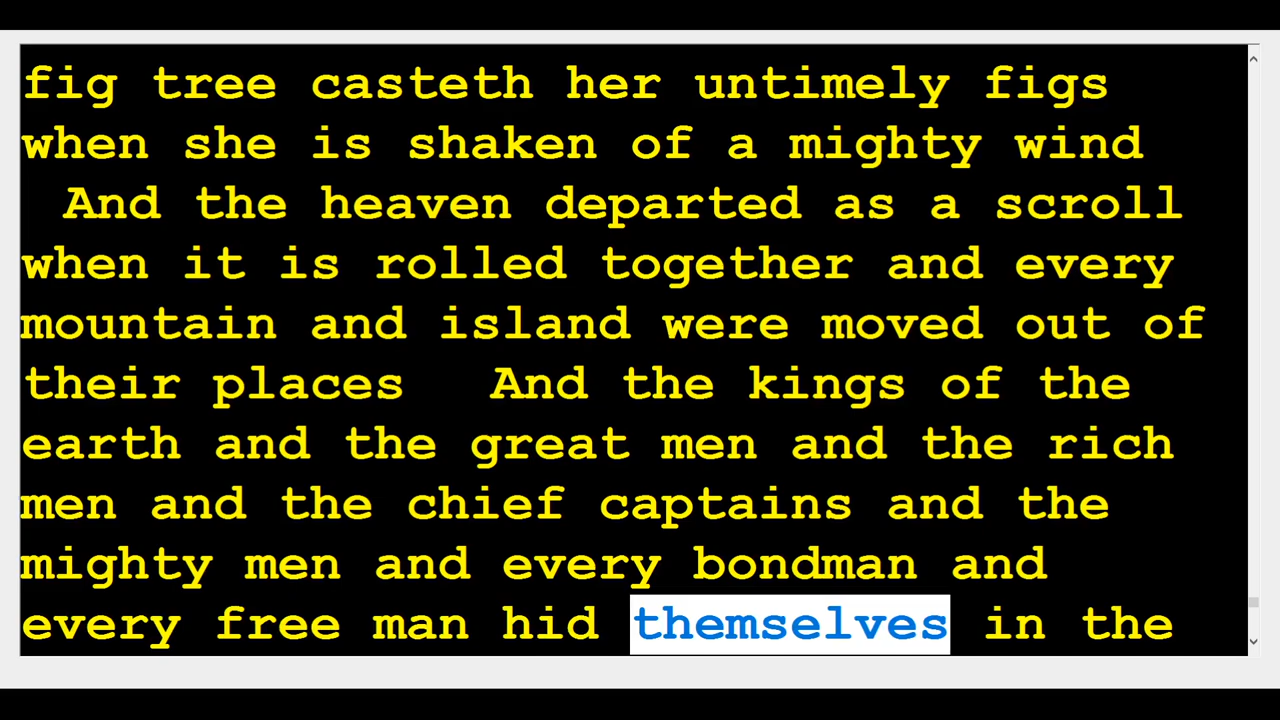 fig tree casteth her untimely figs
when she is shaken of a mighty wind
And the heaven departed as a scroll
when it is rolled together and every
mountain and island were moved out of
their places And the kings of the
earth and the great men and the rich
men and the chief captains and the
mighty men and every bondman and
every free man hid themselves in the